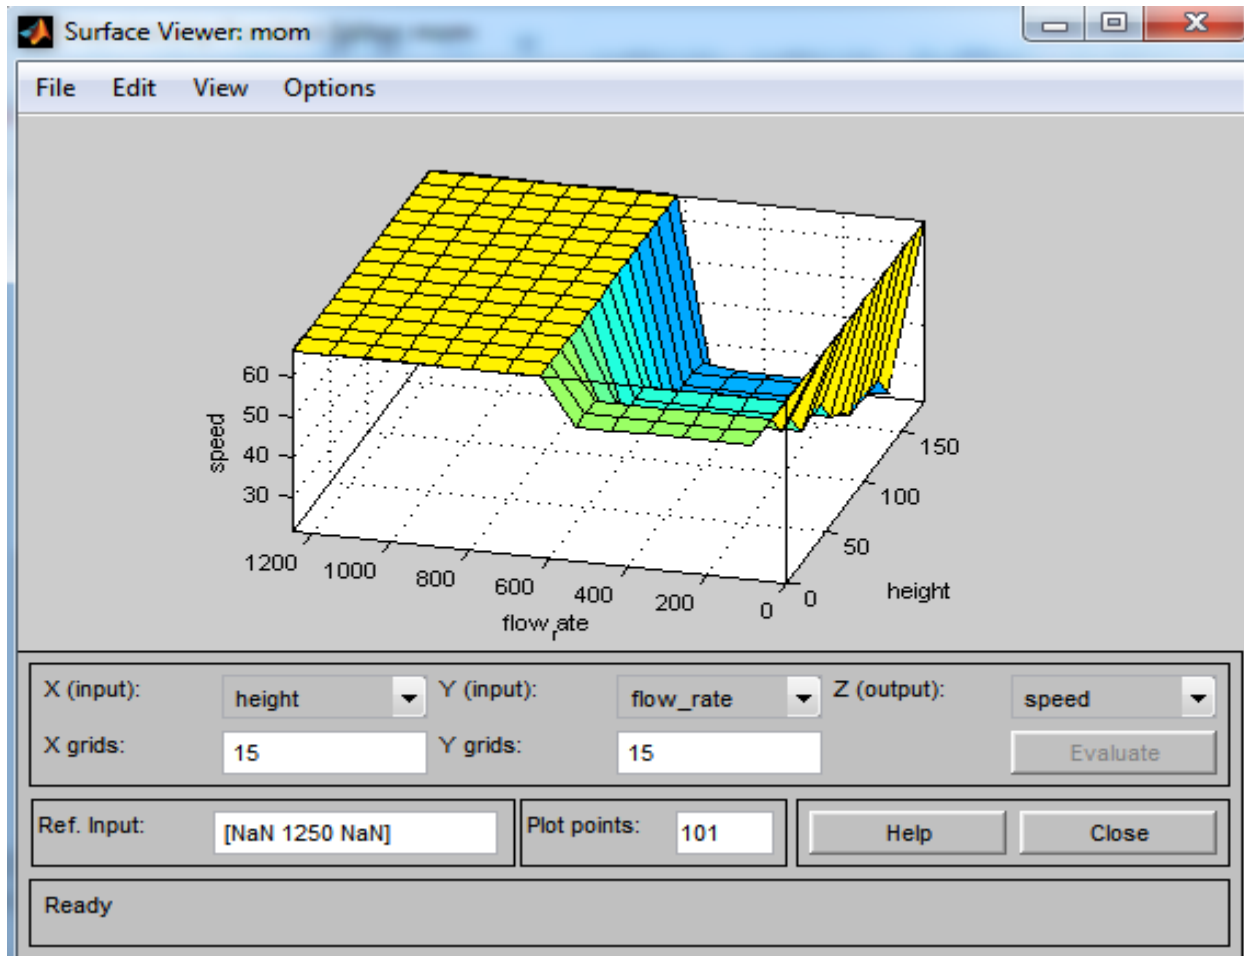 Surface Viewer: mom
File Edit View Options
60
50
40
30
speed
1200 1000 800 600 400 200 0
flow_rate
0 50 100 150
height
X (input): height Y (input): flow_rate Z (output): speed
X grids: 15 Y grids: 15 Evaluate
Ref. Input: [NaN 1250 NaN] Plot points: 101 Help Close
Ready